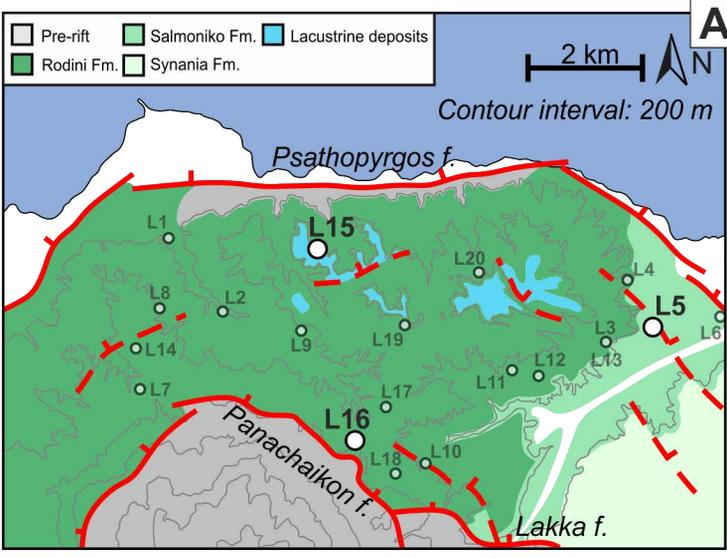 A
Pre-rift
Salmoniko Fm.
Lacustrine deposits
Rodini Fm.
Synania Fm.
2 km
N
Contour interval: 200 m
Psathopyrgos f.
L1
L15
L20
L4
L8
L2
L5
L9
L19
L3
L6
L14
L13
L11
L12
L7
L17
L16
L18
L10
Panachaikon f.
Lakka f.